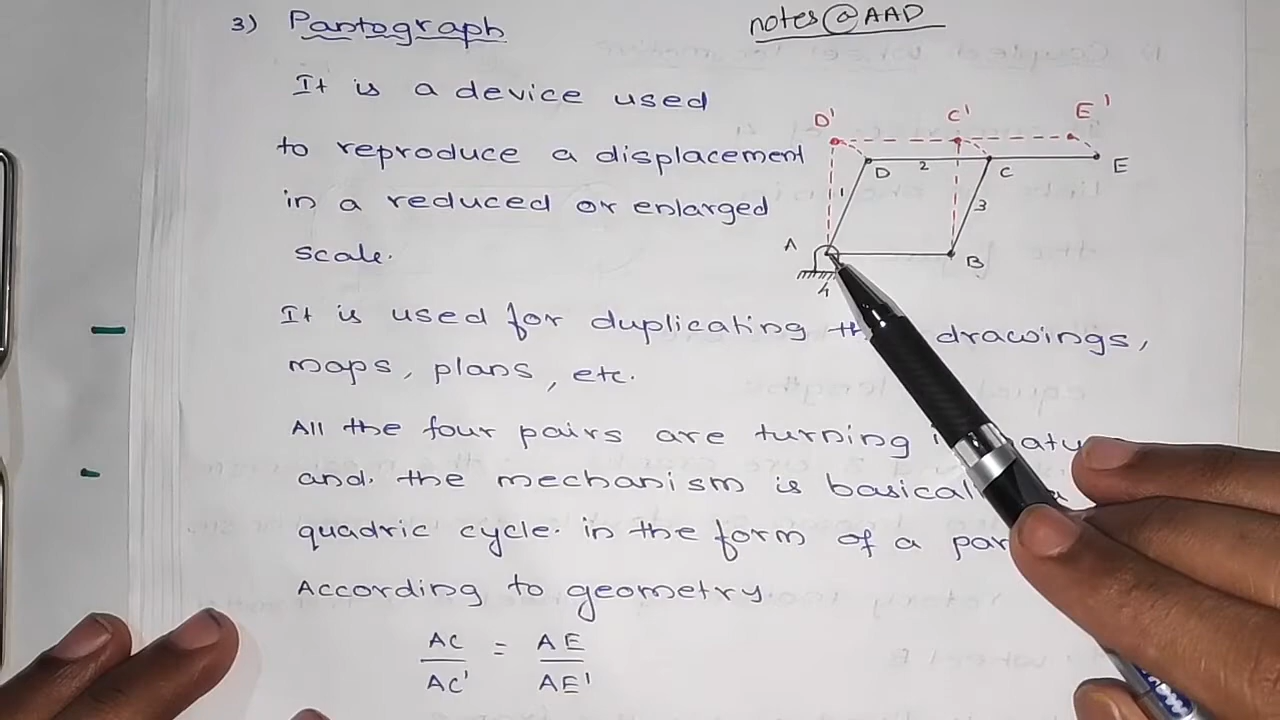 3) Pantograph
notes@AAD
It is a device used
to reproduce a displacement
in a reduced or enlarged
scale.
D' C' E'
D 2 C E
1 3
A B
4
It is used for duplicating drawings,
maps, plans, etc.
All the four pairs are turning
and. the mechanism is
quadric cycle. in the form of a
According to geometry
AC = AE
AC' AE'